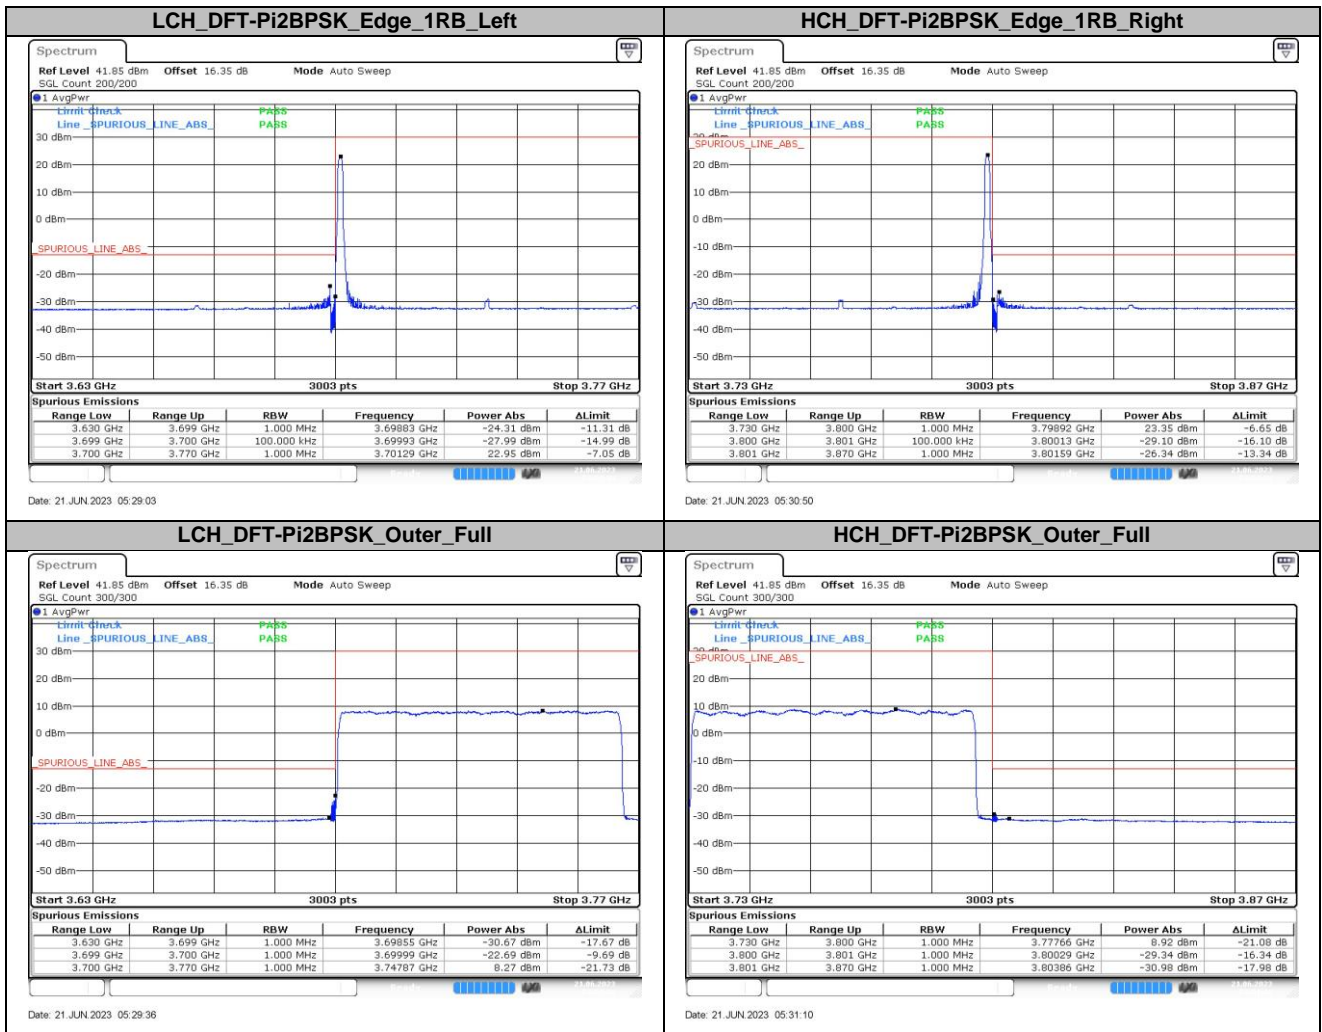 LCH_DFT-Pi2BPSK_Edge_1RB_Left
Spectrum
Ref Level 41.85 dBm Offset 16.35 dB Mode Auto Sweep
SGL Count 200/200
1 AvgPwr
Limit Check PASS
Line _SPURIOUS_LINE_ABS_ PASS
30 dBm
20 dBm
10 dBm
0 dBm
_SPURIOUS_LINE_ABS_
-20 dBm
-30 dBm
-40 dBm
-50 dBm
Start 3.63 GHz 3003 pts Stop 3.77 GHz
Spurious Emissions
Range Low Range Up RBW Frequency Power Abs ΔLimit
3.630 GHz 3.699 GHz 1.000 MHz 3.69883 GHz -24.31 dBm -11.31 dB
3.699 GHz 3.700 GHz 100.000 kHz 3.69993 GHz -27.99 dBm -14.99 dB
3.700 GHz 3.770 GHz 1.000 MHz 3.70129 GHz 22.95 dBm -7.05 dB
Date: 21.JUN.2023 05:29:03
HCH_DFT-Pi2BPSK_Edge_1RB_Right
Spectrum
Ref Level 41.85 dBm Offset 16.35 dB Mode Auto Sweep
SGL Count 200/200
1 AvgPwr
Limit Check PASS
Line _SPURIOUS_LINE_ABS_ PASS
30 dBm
_SPURIOUS_LINE_ABS_
20 dBm
10 dBm
0 dBm
-10 dBm
-20 dBm
-30 dBm
-40 dBm
-50 dBm
Start 3.73 GHz 3003 pts Stop 3.87 GHz
Spurious Emissions
Range Low Range Up RBW Frequency Power Abs ΔLimit
3.730 GHz 3.800 GHz 1.000 MHz 3.79892 GHz 23.35 dBm -6.65 dB
3.800 GHz 3.801 GHz 100.000 kHz 3.80013 GHz -29.10 dBm -16.10 dB
3.801 GHz 3.870 GHz 1.000 MHz 3.80159 GHz -26.34 dBm -13.34 dB
Date: 21.JUN.2023 05:30:50
LCH_DFT-Pi2BPSK_Outer_Full
Spectrum
Ref Level 41.85 dBm Offset 16.35 dB Mode Auto Sweep
SGL Count 300/300
1 AvgPwr
Limit Check PASS
Line _SPURIOUS_LINE_ABS_ PASS
30 dBm
20 dBm
10 dBm
0 dBm
_SPURIOUS_LINE_ABS_
-20 dBm
-30 dBm
-40 dBm
-50 dBm
Start 3.63 GHz 3003 pts Stop 3.77 GHz
Spurious Emissions
Range Low Range Up RBW Frequency Power Abs ΔLimit
3.630 GHz 3.699 GHz 1.000 MHz 3.69855 GHz -30.67 dBm -17.67 dB
3.699 GHz 3.700 GHz 1.000 MHz 3.69999 GHz -22.69 dBm -9.69 dB
3.700 GHz 3.770 GHz 1.000 MHz 3.74787 GHz 8.27 dBm -21.73 dB
Date: 21.JUN.2023 05:29:36
HCH_DFT-Pi2BPSK_Outer_Full
Spectrum
Ref Level 41.85 dBm Offset 16.35 dB Mode Auto Sweep
SGL Count 300/300
1 AvgPwr
Limit Check PASS
Line _SPURIOUS_LINE_ABS_ PASS
30 dBm
_SPURIOUS_LINE_ABS_
20 dBm
10 dBm
0 dBm
-10 dBm
-20 dBm
-30 dBm
-40 dBm
-50 dBm
Start 3.73 GHz 3003 pts Stop 3.87 GHz
Spurious Emissions
Range Low Range Up RBW Frequency Power Abs ΔLimit
3.730 GHz 3.800 GHz 1.000 MHz 3.77766 GHz 8.92 dBm -21.08 dB
3.800 GHz 3.801 GHz 1.000 MHz 3.80029 GHz -29.34 dBm -16.34 dB
3.801 GHz 3.870 GHz 1.000 MHz 3.80386 GHz -30.98 dBm -17.98 dB
Date: 21.JUN.2023 05:31:10